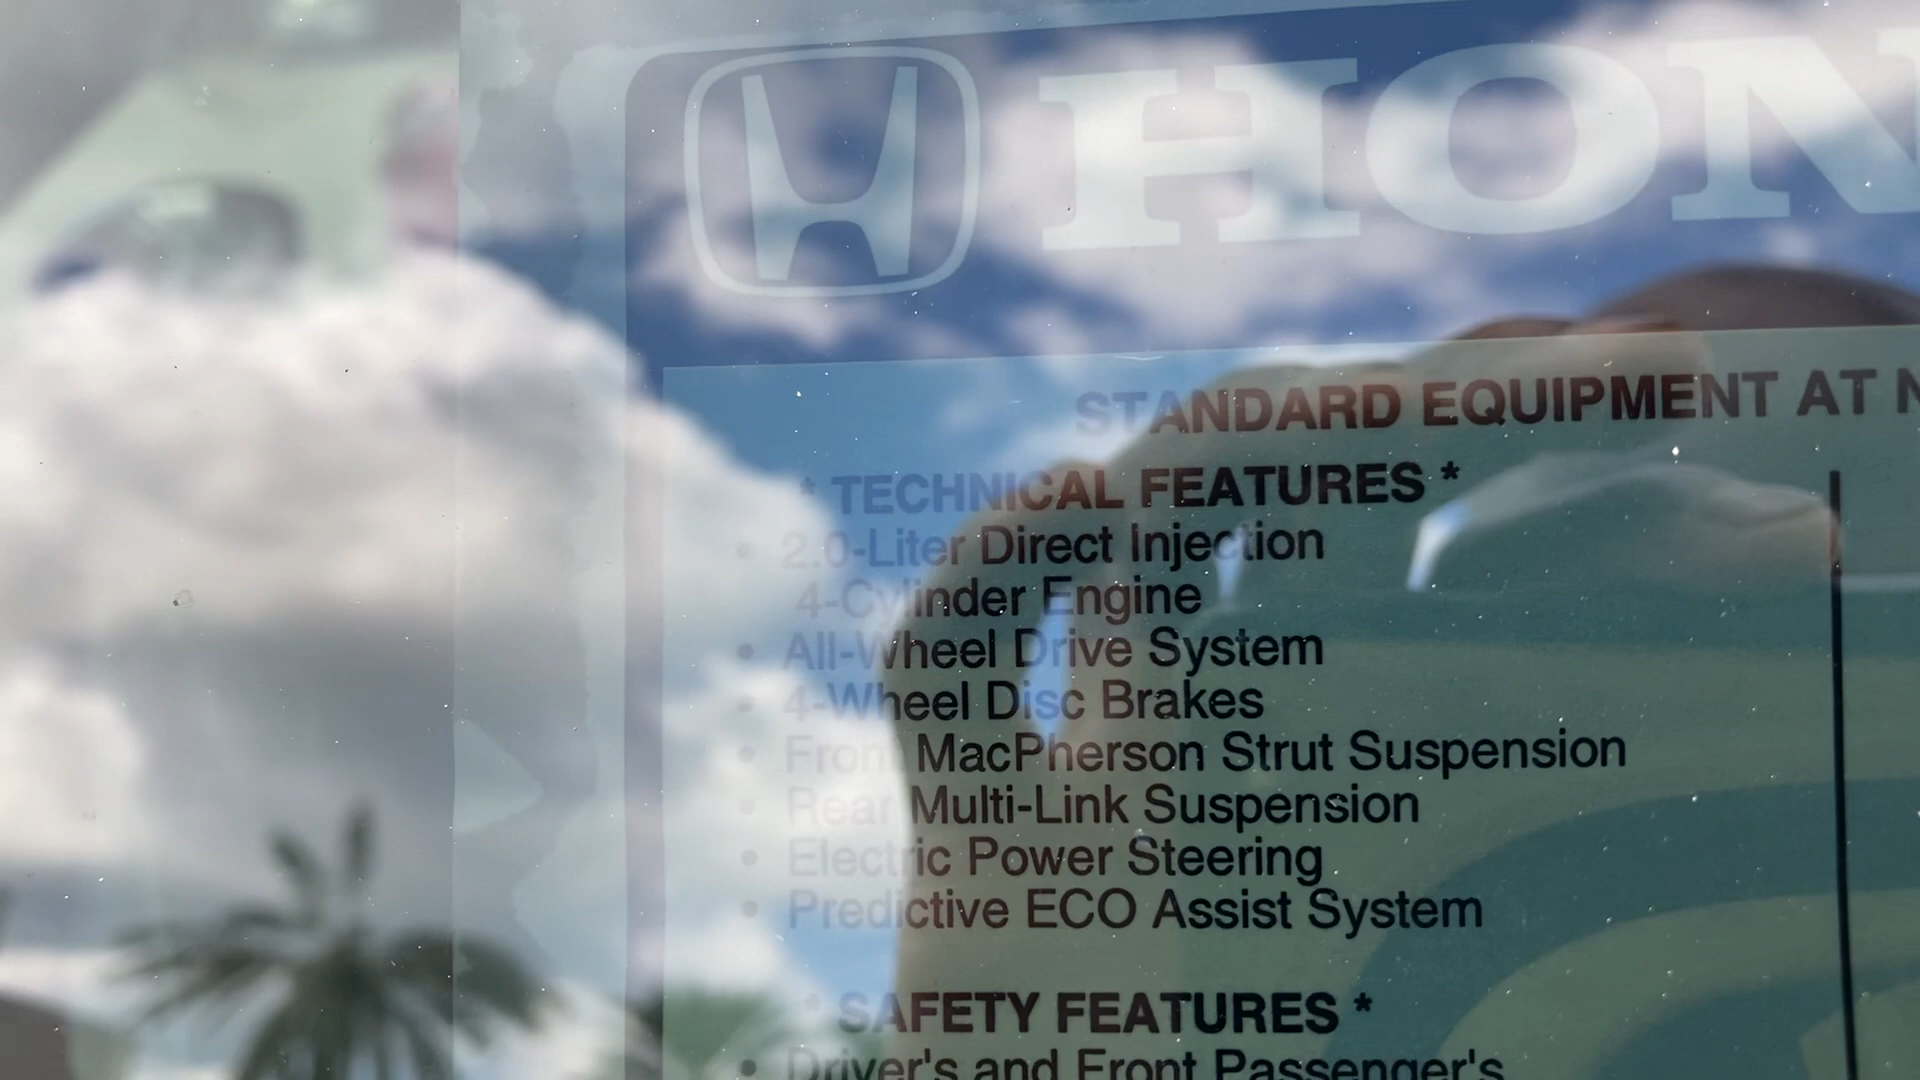 HON
STANDARD EQUIPMENT AT N
* TECHNICAL FEATURES *
• 2.0-Liter Direct Injection
4-Cylinder Engine
• All-Wheel Drive System
• 4-Wheel Disc Brakes
• Front MacPherson Strut Suspension
• Rear Multi-Link Suspension
• Electric Power Steering
• Predictive ECO Assist System
* SAFETY FEATURES *
• Driver's and Front Passenger's